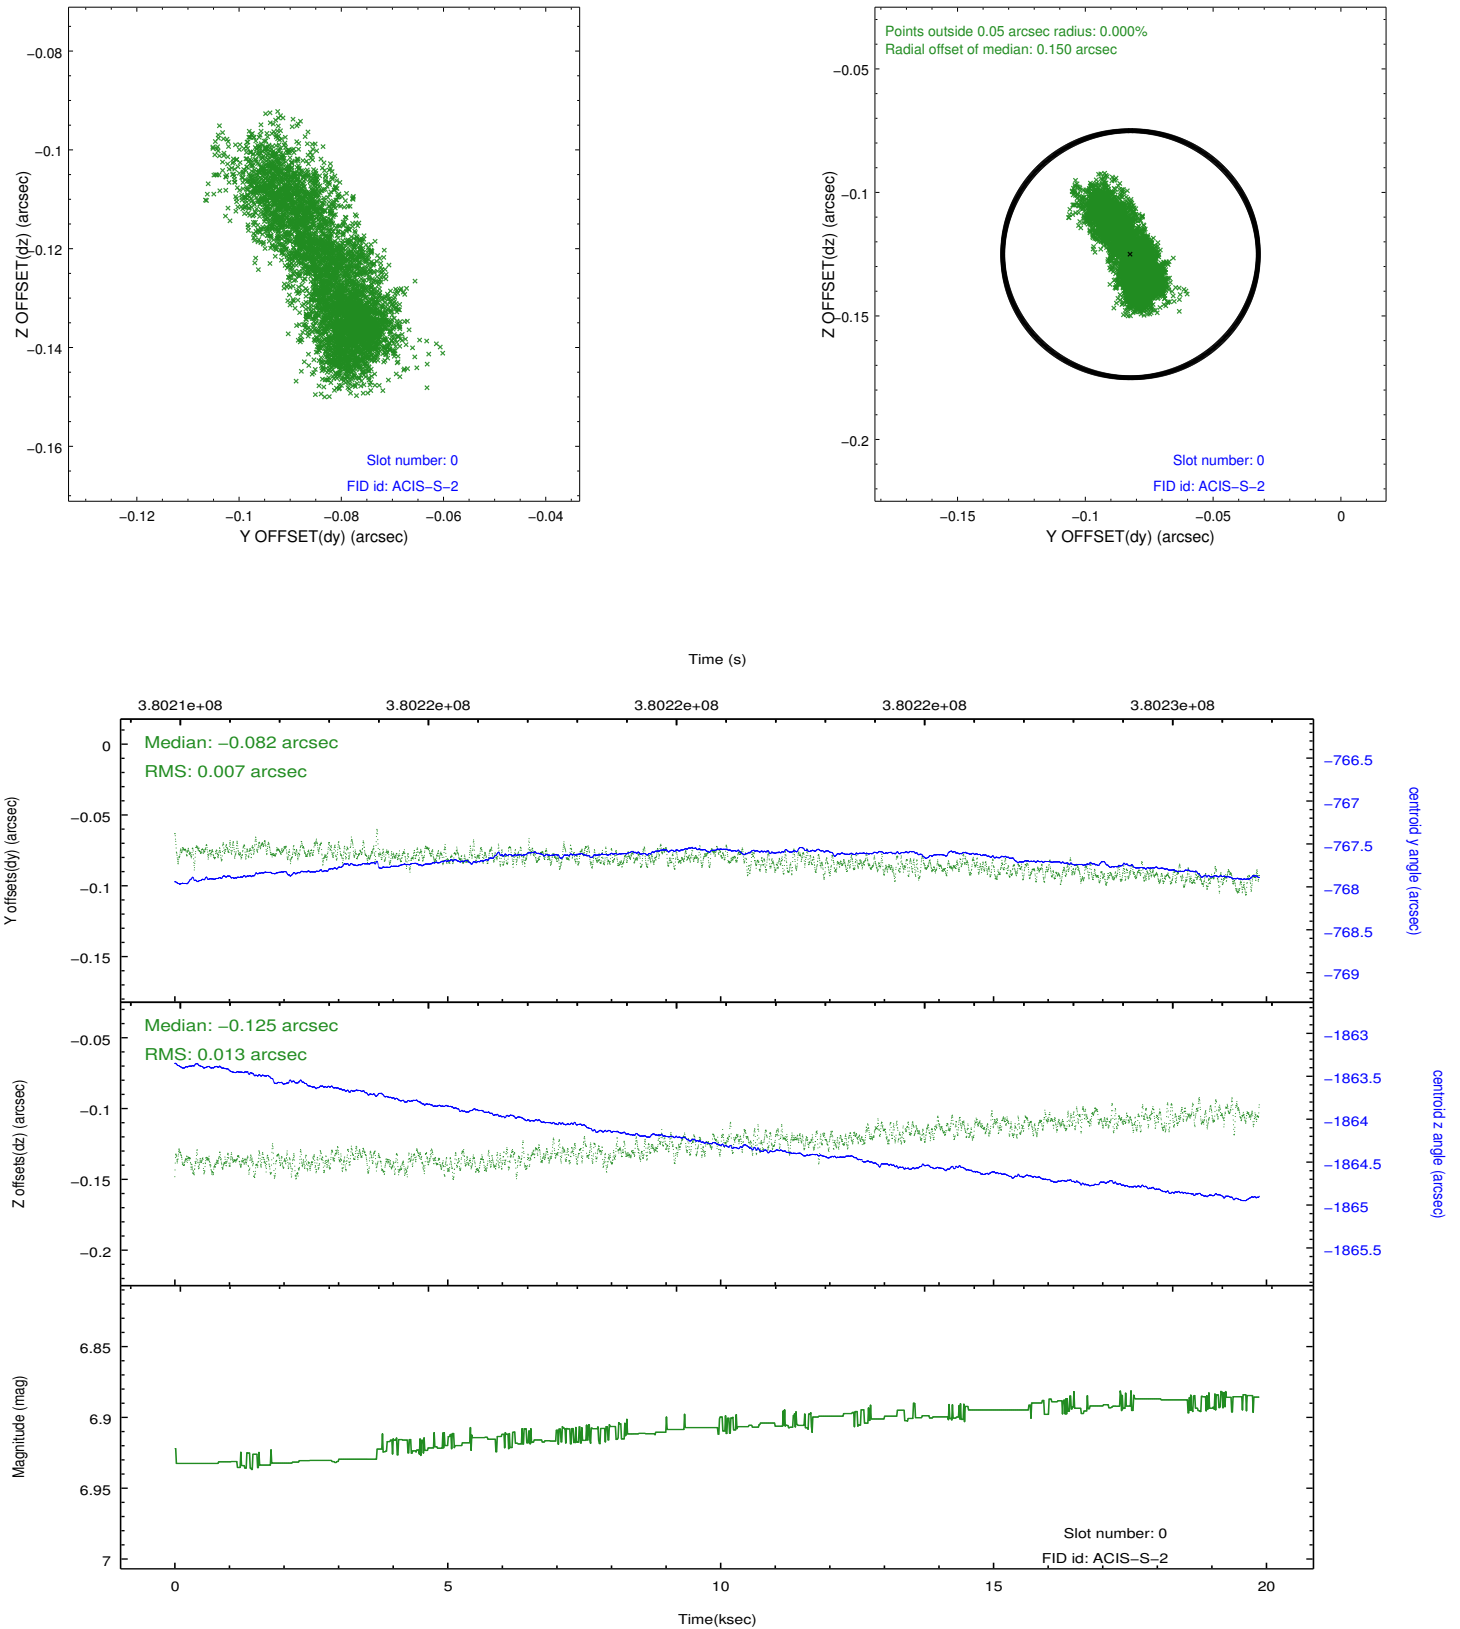 −0.08
−0.1
−0.12
−0.14
−0.16
Z OFFSET(dz) (arcsec)
Slot number: 0
FID id: ACIS−S−2
−0.12
−0.1
−0.08
−0.06
−0.04
Y OFFSET(dy) (arcsec)
Points outside 0.05 arcsec radius: 0.000%
Radial offset of median: 0.150 arcsec
−0.05
−0.1
−0.15
−0.2
Z OFFSET(dz) (arcsec)
Slot number: 0
FID id: ACIS−S−2
−0.15
−0.1
−0.05
0
Y OFFSET(dy) (arcsec)
Time (s)
3.8021e+08
3.8022e+08
3.8022e+08
3.8022e+08
3.8023e+08
Median: −0.082 arcsec
RMS: 0.007 arcsec
0
−0.05
−0.1
−0.15
Y offsets(dy) (arcsec)
−766.5
−767
−767.5
−768
−768.5
−769
centroid y angle (arcsec)
Median: −0.125 arcsec
RMS: 0.013 arcsec
−0.05
−0.1
−0.15
−0.2
Z offsets(dz) (arcsec)
−1863
−1863.5
−1864
−1864.5
−1865
−1865.5
centroid z angle (arcsec)
6.85
6.9
6.95
7
Magnitude (mag)
Slot number: 0
FID id: ACIS−S−2
0
5
10
15
20
Time(ksec)